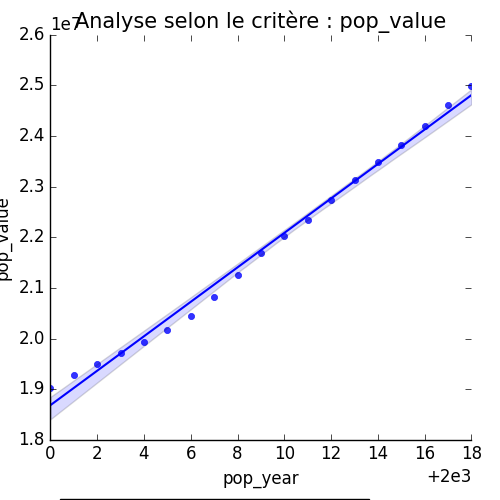 Analyse selon le critère : pop_value
1e7
2.6
2.5
2.4
2.3
2.2
2.1
2.0
1.9
1.8
pop_value
0 2 4 6 8 10 12 14 16 18
pop_year
+2e3